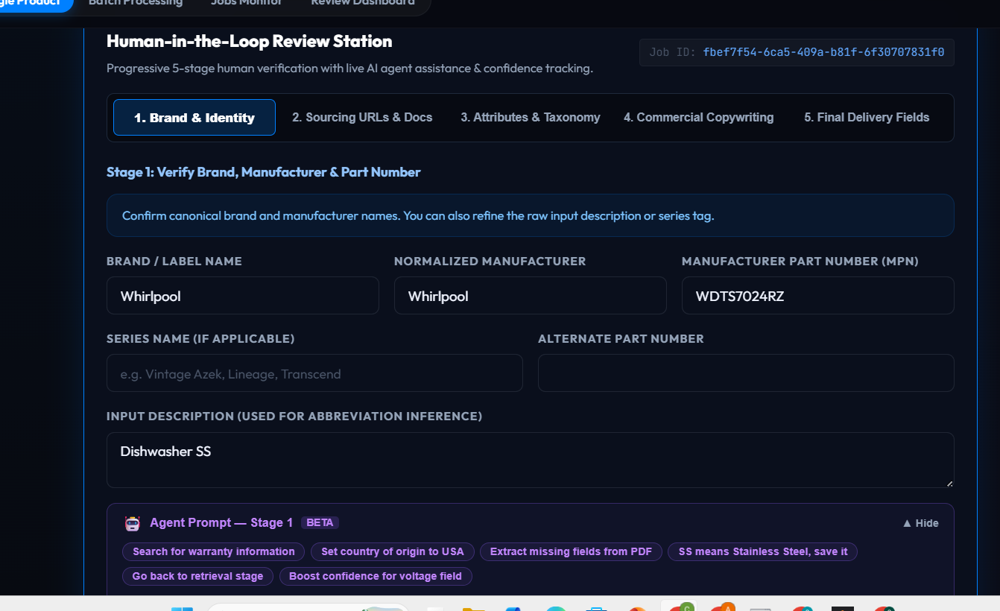 Product Batch Processing Jobs Monitor Review Dashboard
Human-in-the-Loop Review Station
Job ID: fbef7f54-6ca5-409a-b81f-6f30707831f0
Progressive 5-stage human verification with live AI agent assistance & confidence tracking.
1. Brand & Identity 2. Sourcing URLs & Docs 3. Attributes & Taxonomy 4. Commercial Copywriting 5. Final Delivery Fields
Stage 1: Verify Brand, Manufacturer & Part Number
Confirm canonical brand and manufacturer names. You can also refine the raw input description or series tag.
BRAND / LABEL NAME NORMALIZED MANUFACTURER MANUFACTURER PART NUMBER (MPN)
Whirlpool Whirlpool WDTS7024RZ
SERIES NAME (IF APPLICABLE) ALTERNATE PART NUMBER
e.g. Vintage Azek, Lineage, Transcend
INPUT DESCRIPTION (USED FOR ABBREVIATION INFERENCE)
Dishwasher SS
Agent Prompt — Stage 1 BETA ▲ Hide
Search for warranty information Set country of origin to USA Extract missing fields from PDF SS means Stainless Steel, save it
Go back to retrieval stage Boost confidence for voltage field